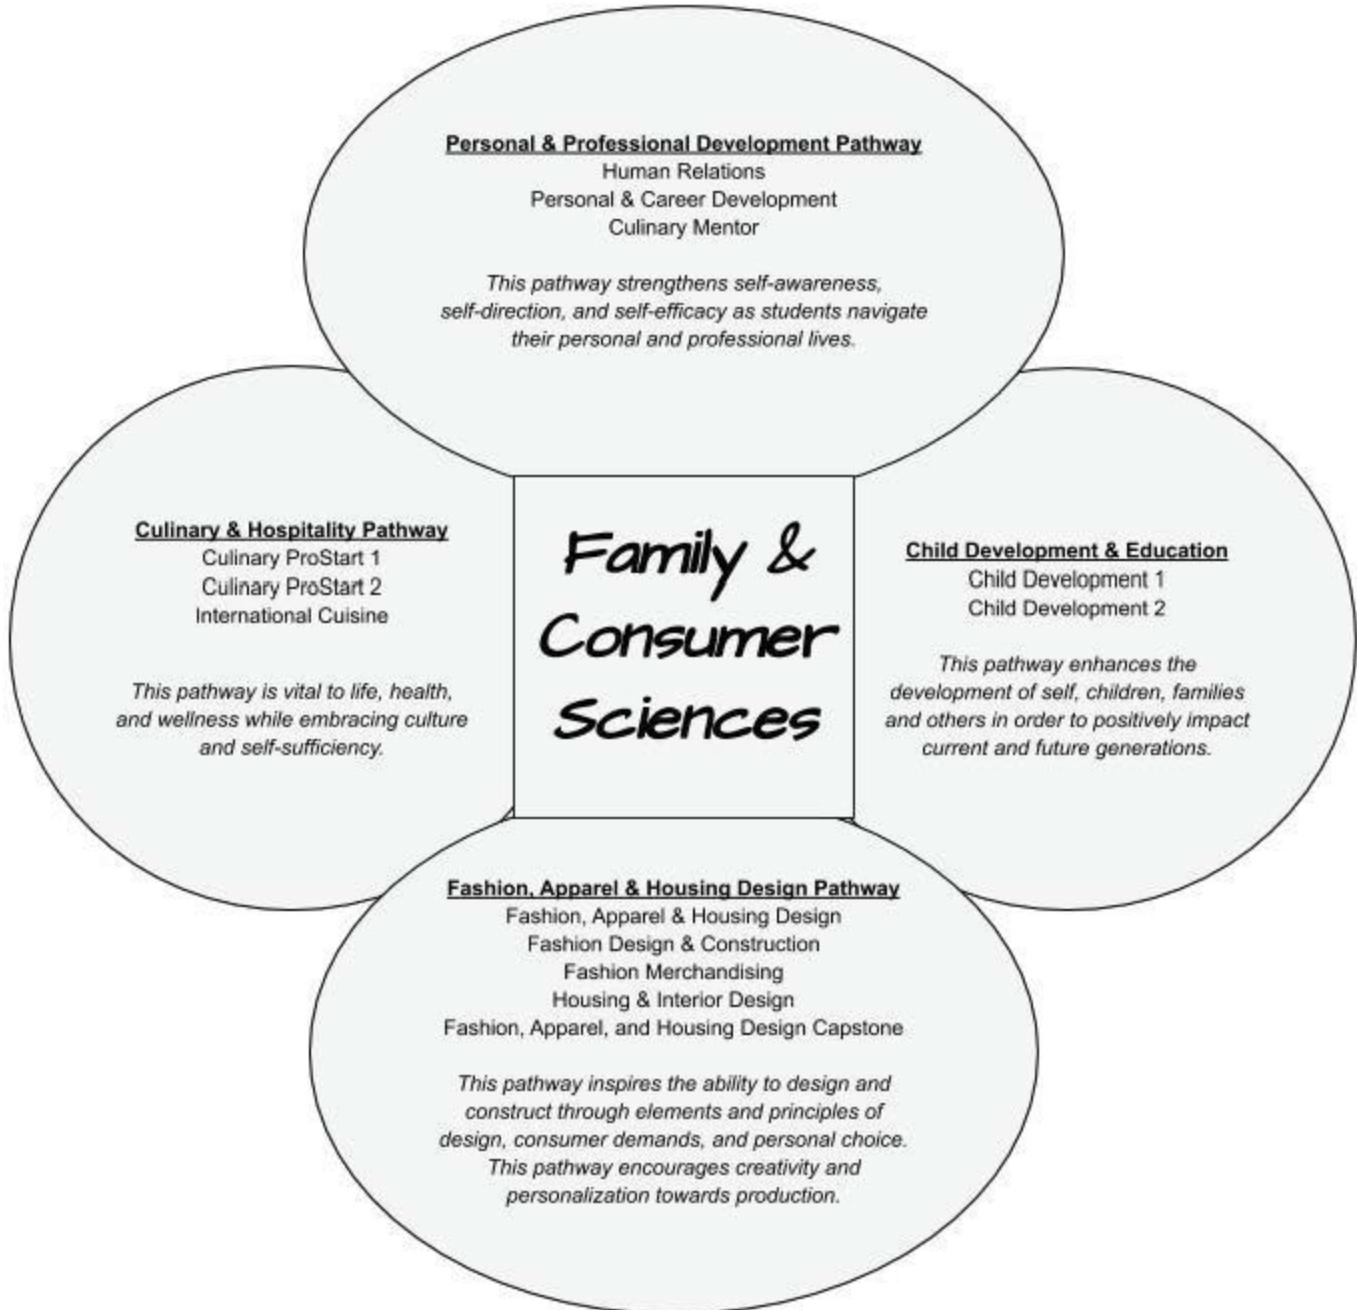 Personal & Professional Development Pathway
Human Relations
Personal & Career Development
Culinary Mentor
This pathway strengthens self-awareness,
self-direction, and self-efficacy as students navigate
their personal and professional lives.
Culinary & Hospitality Pathway
Culinary ProStart 1
Culinary ProStart 2
International Cuisine
This pathway is vital to life, health,
and wellness while embracing culture
and self-sufficiency.
Family &
Consumer
Sciences
Child Development & Education
Child Development 1
Child Development 2
This pathway enhances the
development of self, children, families
and others in order to positively impact
current and future generations.
Fashion, Apparel & Housing Design Pathway
Fashion, Apparel & Housing Design
Fashion Design & Construction
Fashion Merchandising
Housing & Interior Design
Fashion, Apparel, and Housing Design Capstone
This pathway inspires the ability to design and
construct through elements and principles of
design, consumer demands, and personal choice.
This pathway encourages creativity and
personalization towards production.